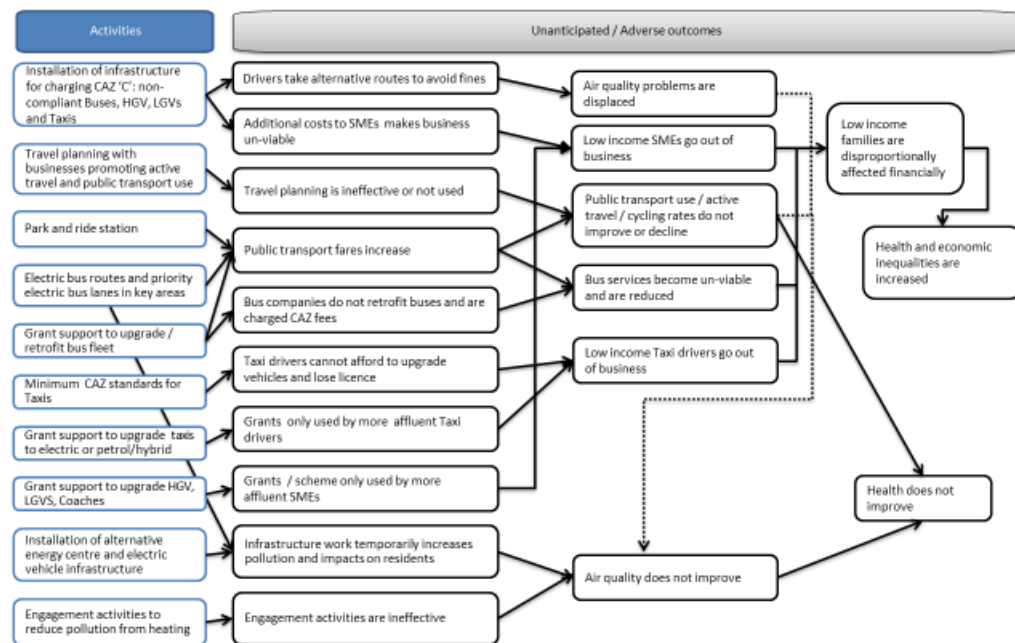 Activities
Unanticipated / Adverse outcomes
Installation of infrastructure
for charging CAZ 'C': non-
compliant Buses, HGV, LGVs
and Taxis
Travel planning with
businesses promoting active
travel and public transport use
Park and ride station
Electric bus routes and priority
electric bus lanes in key areas
Grant support to upgrade /
retrofit bus fleet
Minimum CAZ standards for
Taxis
Grant support to upgrade taxis
to electric or petrol/hybrid
Grant support to upgrade HGV,
LGVS, Coaches
Installation of alternative
energy centre and electric
vehicle infrastructure
Engagement activities to
reduce pollution from heating
Drivers take alternative routes to avoid fines
Additional costs to SMEs makes business
un-viable
Travel planning is ineffective or not used
Public transport fares increase
Bus companies do not retrofit buses and are
charged CAZ fees
Taxi drivers cannot afford to upgrade
vehicles and lose licence
Grants only used by more affluent Taxi
drivers
Grants / scheme only used by more
affluent SMEs
Infrastructure work temporarily increases
pollution and impacts on residents
Engagement activities are ineffective
Air quality problems are
displaced
Low income SMEs go out of
business
Public transport use / active
travel / cycling rates do not
improve or decline
Bus services become un-viable
and are reduced
Low income Taxi drivers go out
of business
Air quality does not improve
Low income
families are
disproportionally
affected financially
Health and economic
inequalities are
increased
Health does not
improve